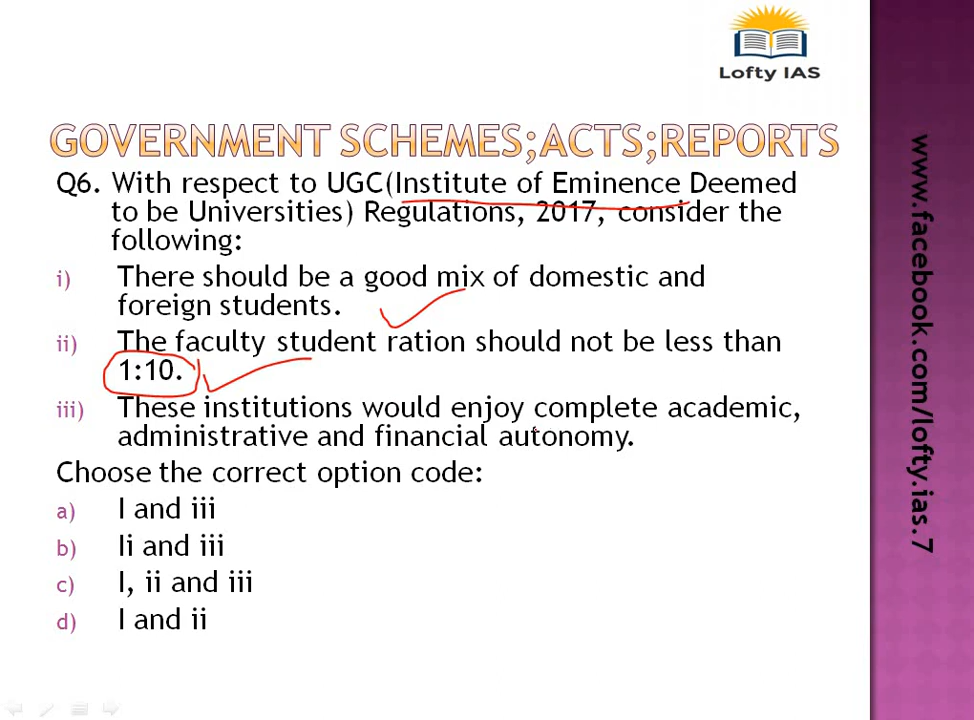 Lofty IAS
GOVERNMENT SCHEMES;ACTS;REPORTS
Q6. With respect to UGC(Institute of Eminence Deemed
to be Universities) Regulations, 2017, consider the
following:
i) There should be a good mix of domestic and
foreign students.
ii) The faculty student ration should not be less than
1:10.
iii) These institutions would enjoy complete academic,
administrative and financial autonomy.
Choose the correct option code:
a) I and iii
b) Ii and iii
c) I, ii and iii
d) I and ii
www.facebook.com/lofty.ias.7